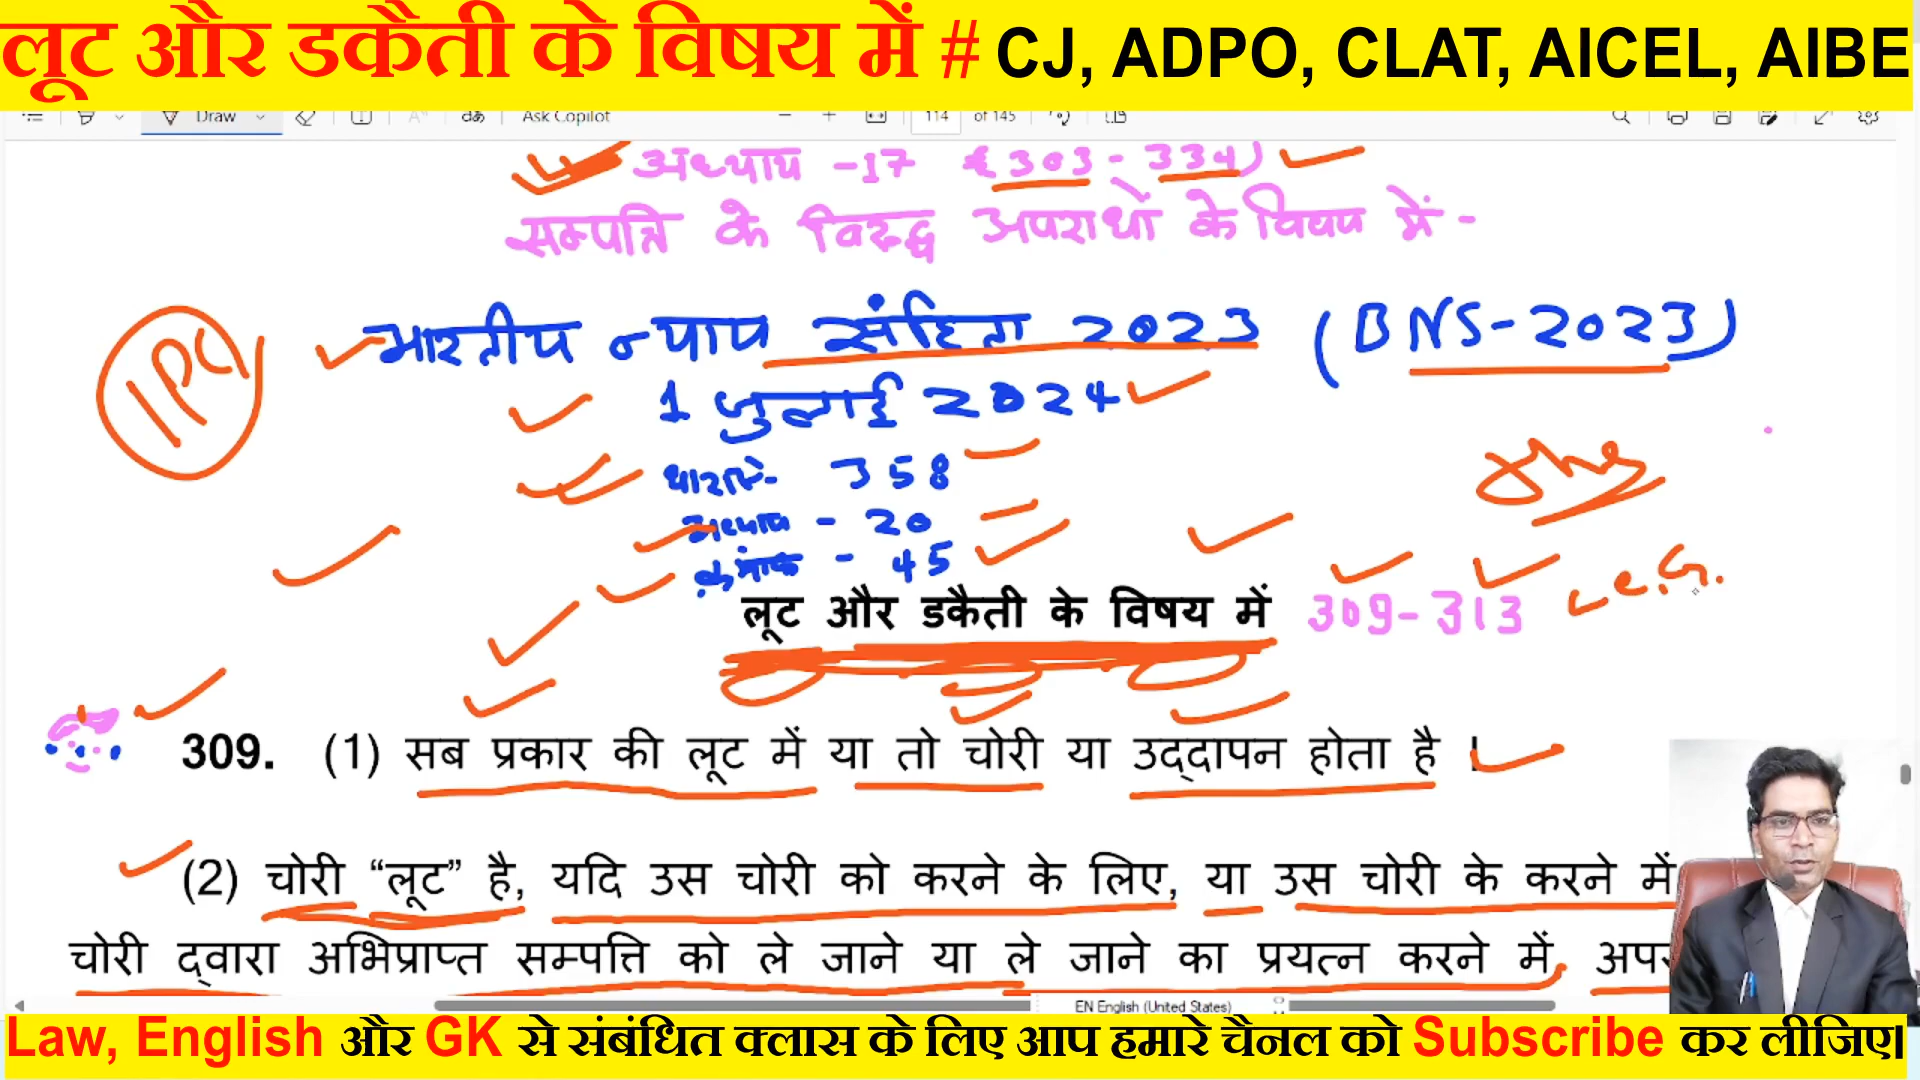 लूट और डकैती के विषय में # CJ, ADPO, CLAT, AICEL, AIBE
Draw Ask Copilot 114 of 145
अध्याय -17 (303 - 334)
सम्पत्ति के विरुद्ध अपराधों के विषय में -
IPC
भारतीय न्याय संहिता 2023 (BNS-2023)
1 जुलाई 2024
धाराएं- 358
अध्याय - 20
क्रमांक - 45
लूट और डकैती के विषय में 309-313 e.G.
309. (1) सब प्रकार की लूट में या तो चोरी या उद्दापन होता है ।
(2) चोरी “लूट” है, यदि उस चोरी को करने के लिए, या उस चोरी के करने में
चोरी द्वारा अभिप्राप्त सम्पत्ति को ले जाने या ले जाने का प्रयत्न करने में,
EN English (United States)
Law, English और GK से संबंधित क्लास के लिए आप हमारे चैनल को Subscribe कर लीजिए।